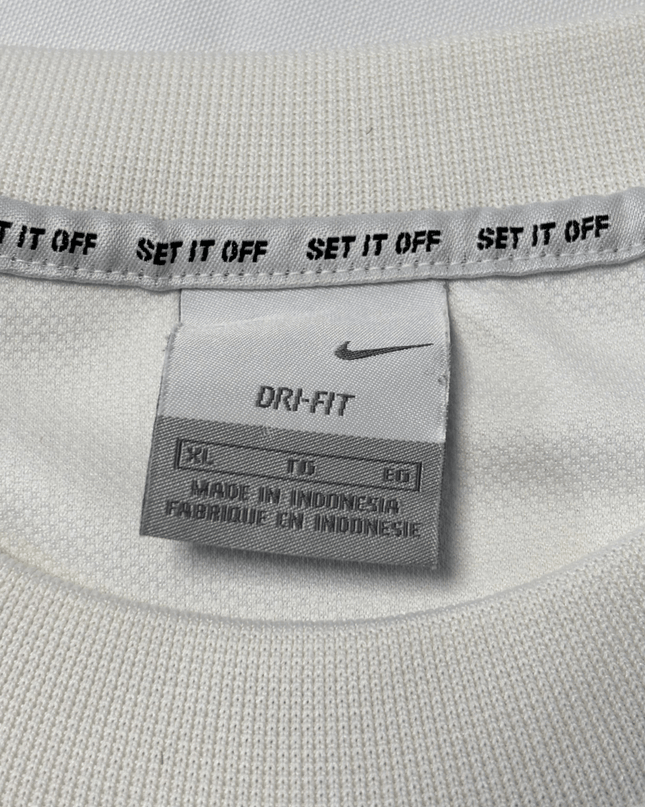 T IT OFF SET IT OFF SET IT OFF SET IT OFF
DRI-FIT
XL TG EG
MADE IN INDONESIA
FABRIQUE EN INDONESIE